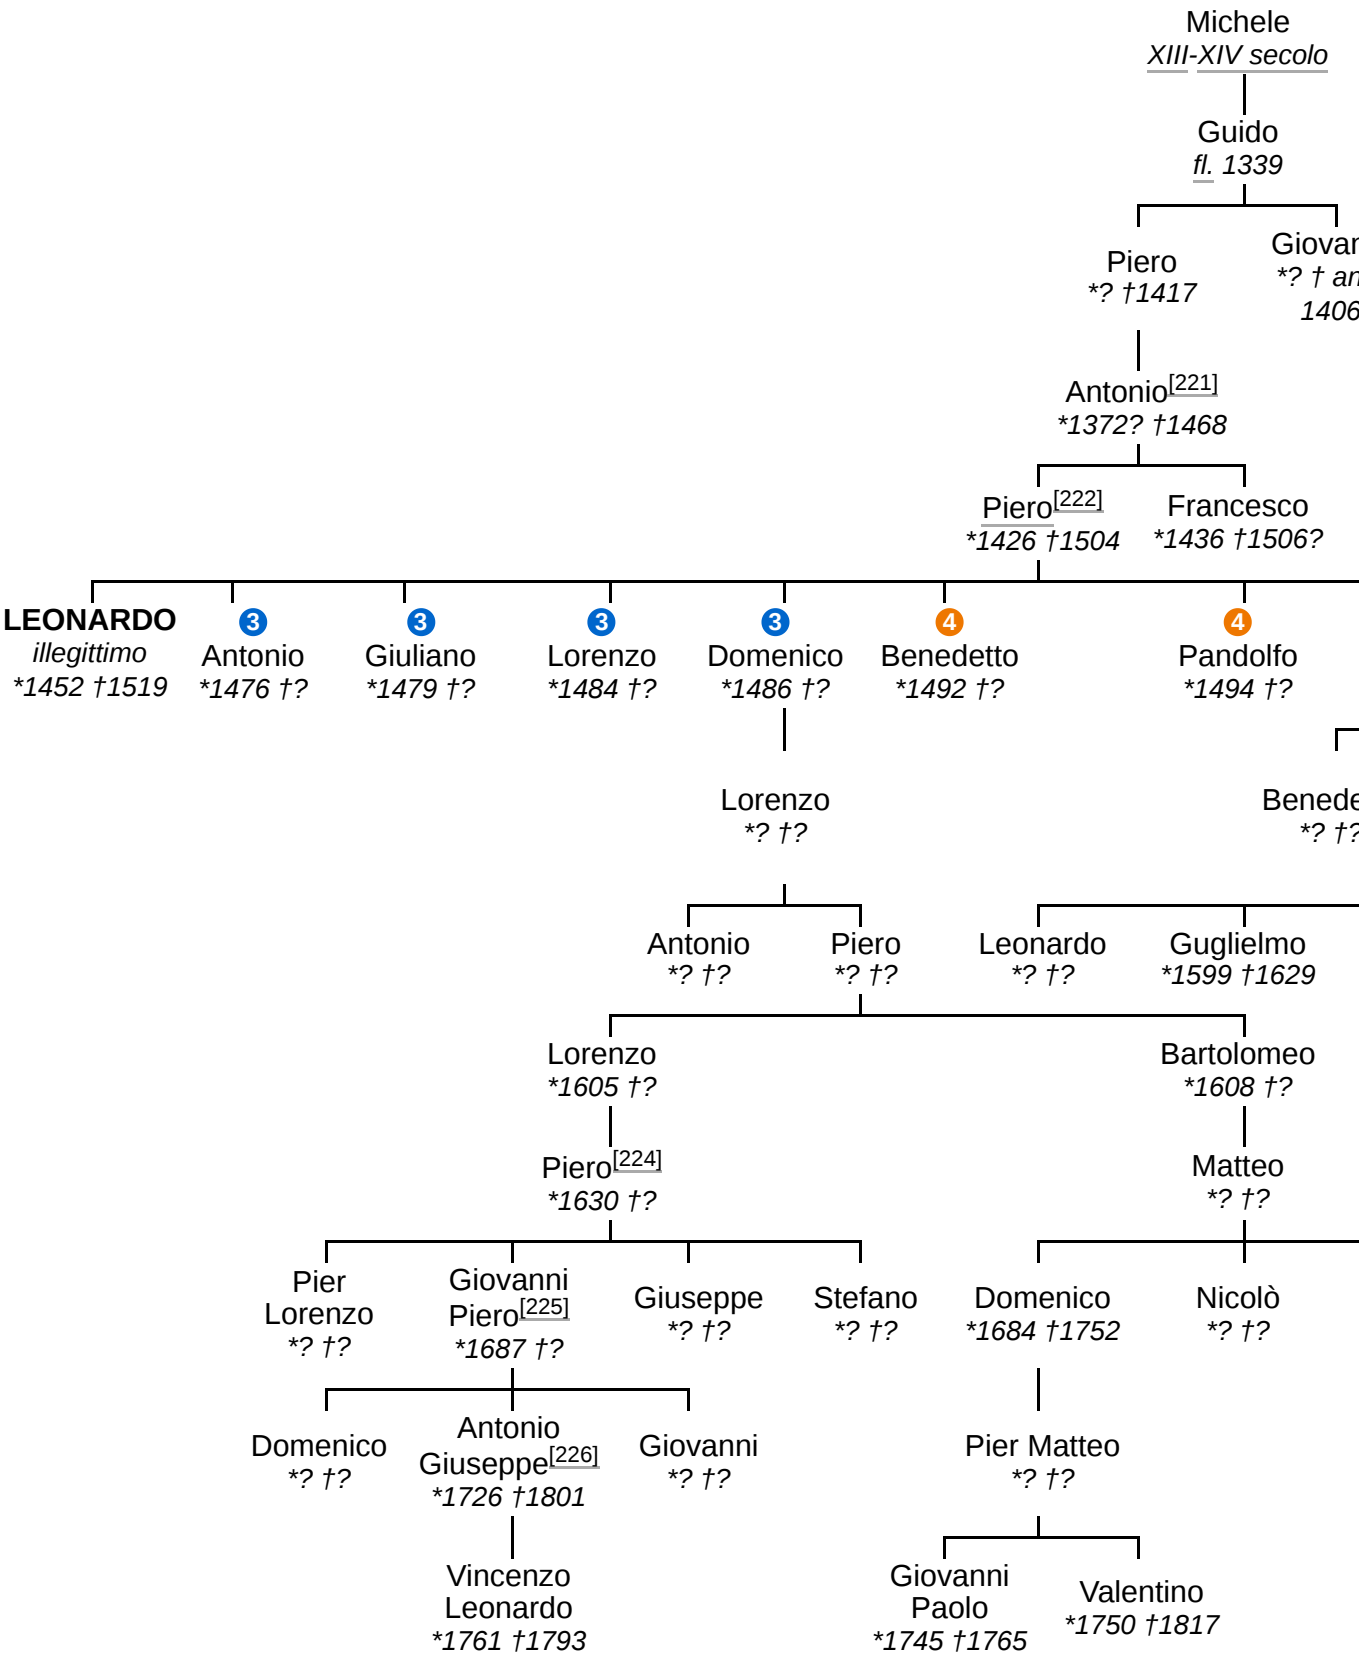 Michele
XIII-XIV secolo
Guido
fl. 1339
Piero
*? †1417
*? †
1406
Antonio[221]
*1372? †1468
Piero[222]
*1426 †1504
Francesco
*1436 †1506?
LEONARDO
illegittimo
*1452 †1519
3
Antonio
*1476 †?
3
Giuliano
*1479 †?
3
Lorenzo
*1484 †?
3
Domenico
*1486 †?
4
Benedetto
*1492 †?
4
Pandolfo
*1494 †?
Lorenzo
*? †?
*? †?
Antonio
*? †?
Piero
*? †?
Leonardo
*? †?
Guglielmo
*1599 †1629
Lorenzo
*1605 †?
Bartolomeo
*1608 †?
Piero[224]
*1630 †?
Matteo
*? †?
Pier
Lorenzo
*? †?
Giovanni
Piero[225]
*1687 †?
Giuseppe
*? †?
Stefano
*? †?
Domenico
*1684 †1752
Nicolò
*? †?
Domenico
*? †?
Antonio
Giuseppe[226]
*1726 †1801
Giovanni
*? †?
Pier Matteo
*? †?
Vincenzo
Leonardo
*1761 †1793
Giovanni
Paolo
*1745 †1765
Valentino
*1750 †1817